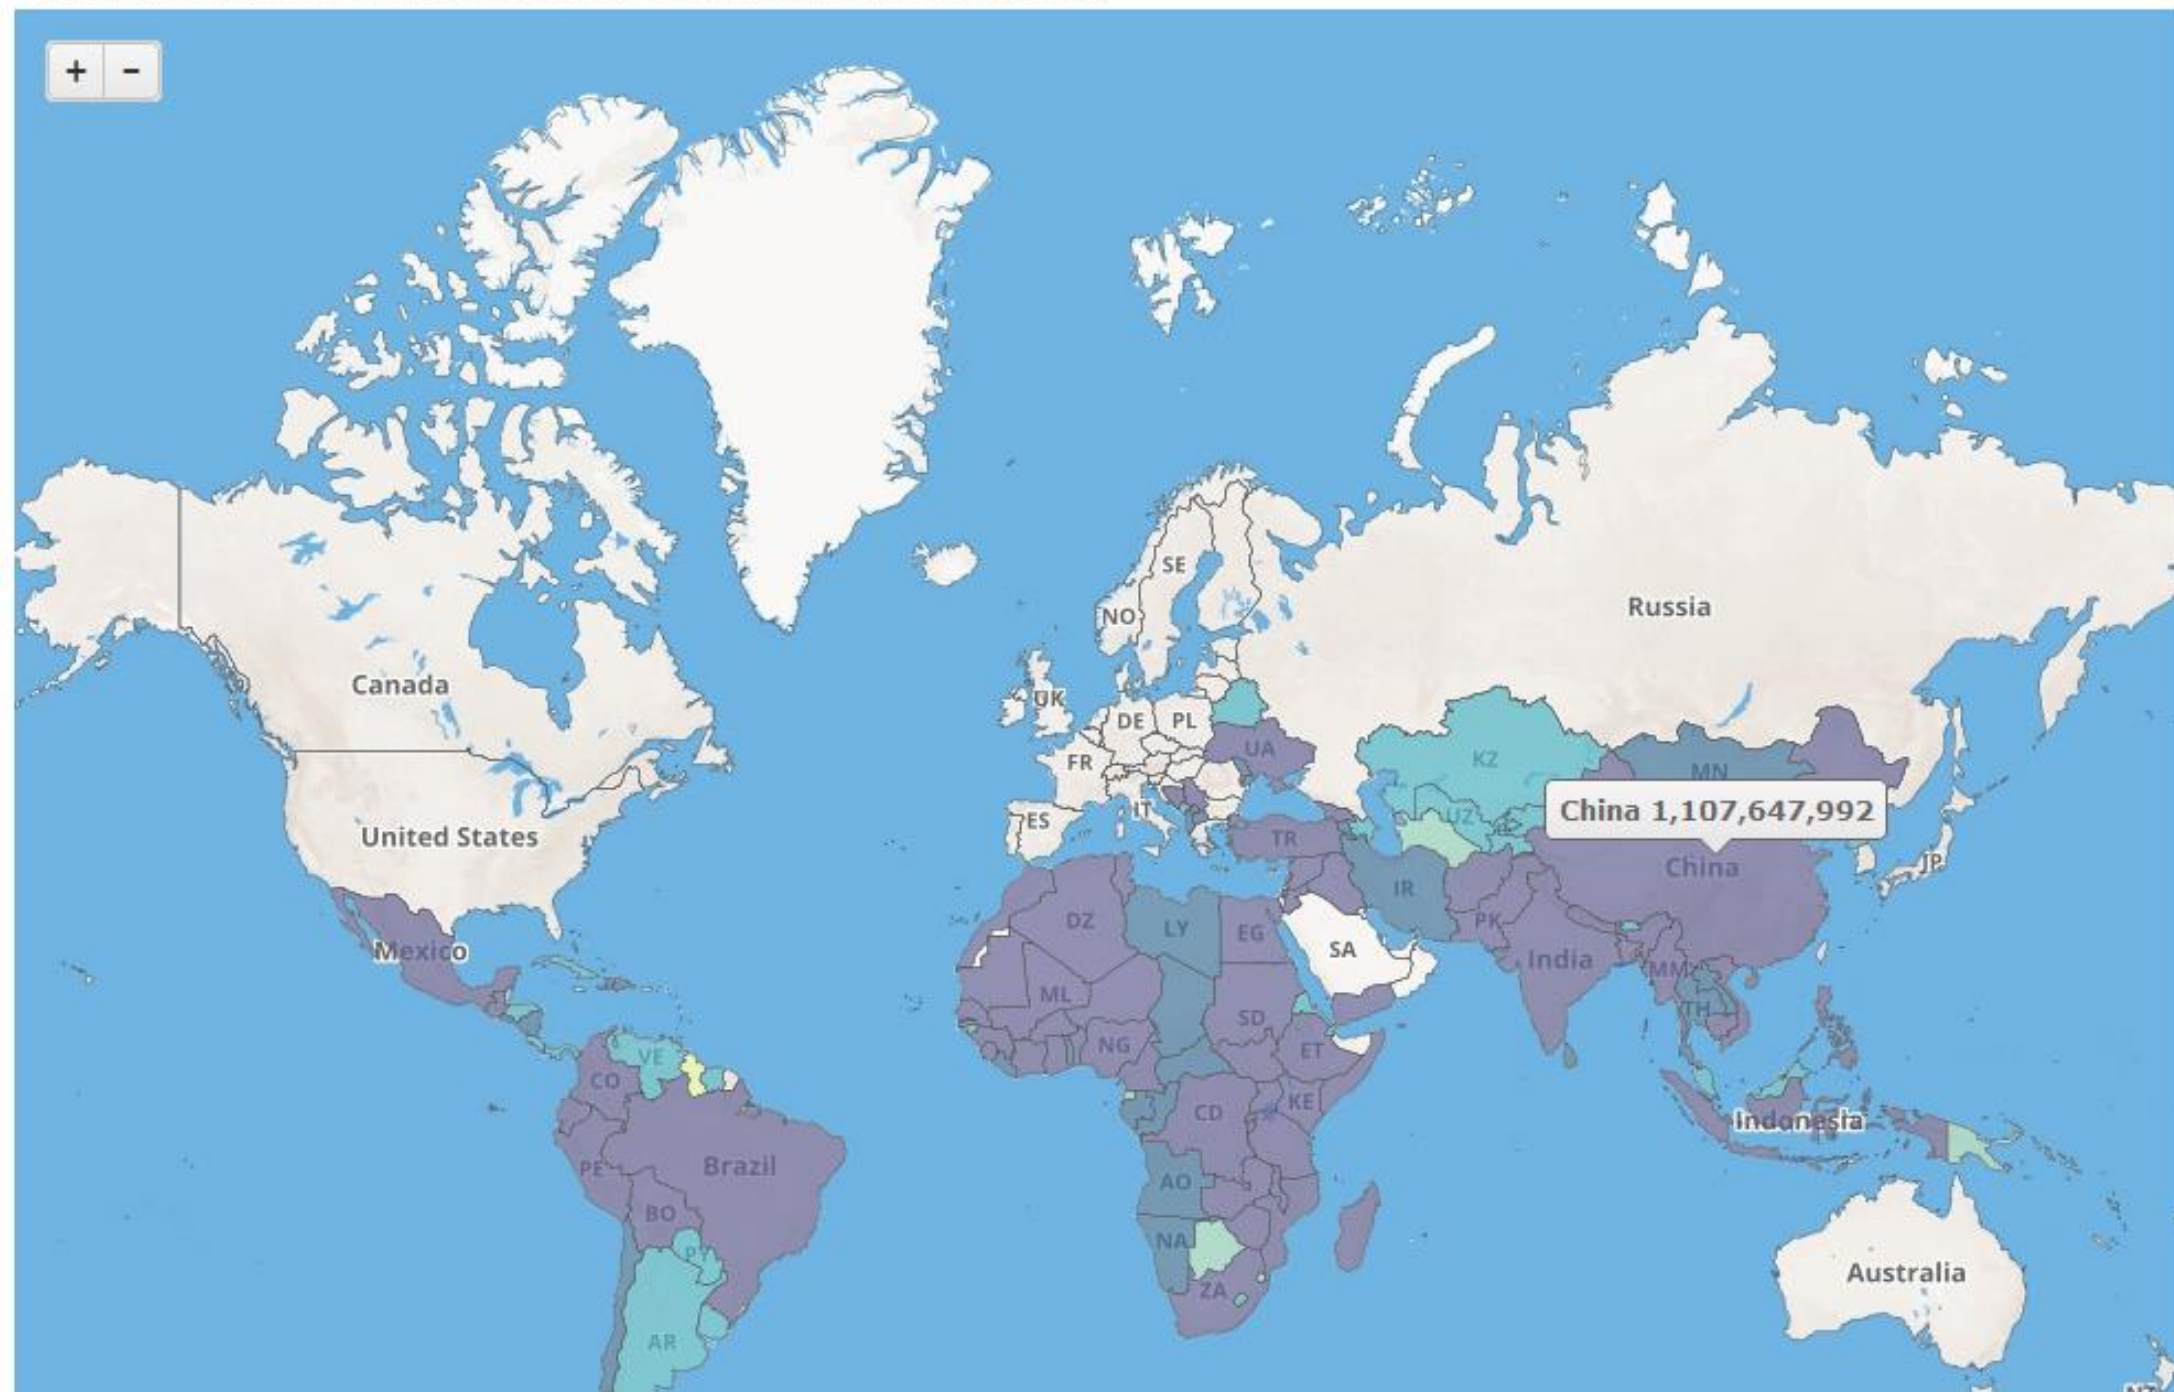 + -
SE
NO
Russia
Canada
UK
DE
PL
UA
FR
KZ
MN
IT
China 1,107,647,992
ES
UZ
United States
TR
China
JP
IR
DZ
LY
EG
PK
SA
Mexico
India
MM
ML
TH
SD
NG
ET
VE
CO
KE
CD
Indonesia
PE
Brazil
AO
BO
NA
PY
Australia
ZA
AR